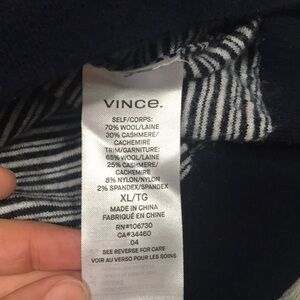 VINCE.
SELF/CORPS:
70% WOOL/LAINE
30% CASHMERE/
CACHEMIRE
TRIM/GARNITURE:
65% WOOL/LAINE
25% CASHMERE/
CACHEMIRE
8% NYLON/NYLON
2% SPANDEX/SPANDEX
XL/TG
MADE IN CHINA
FABRIQUÉ EN CHINE
RN#106730
CA#34460
04
SEE REVERSE FOR CARE
VOIR AU VERSO POUR LES SOINS